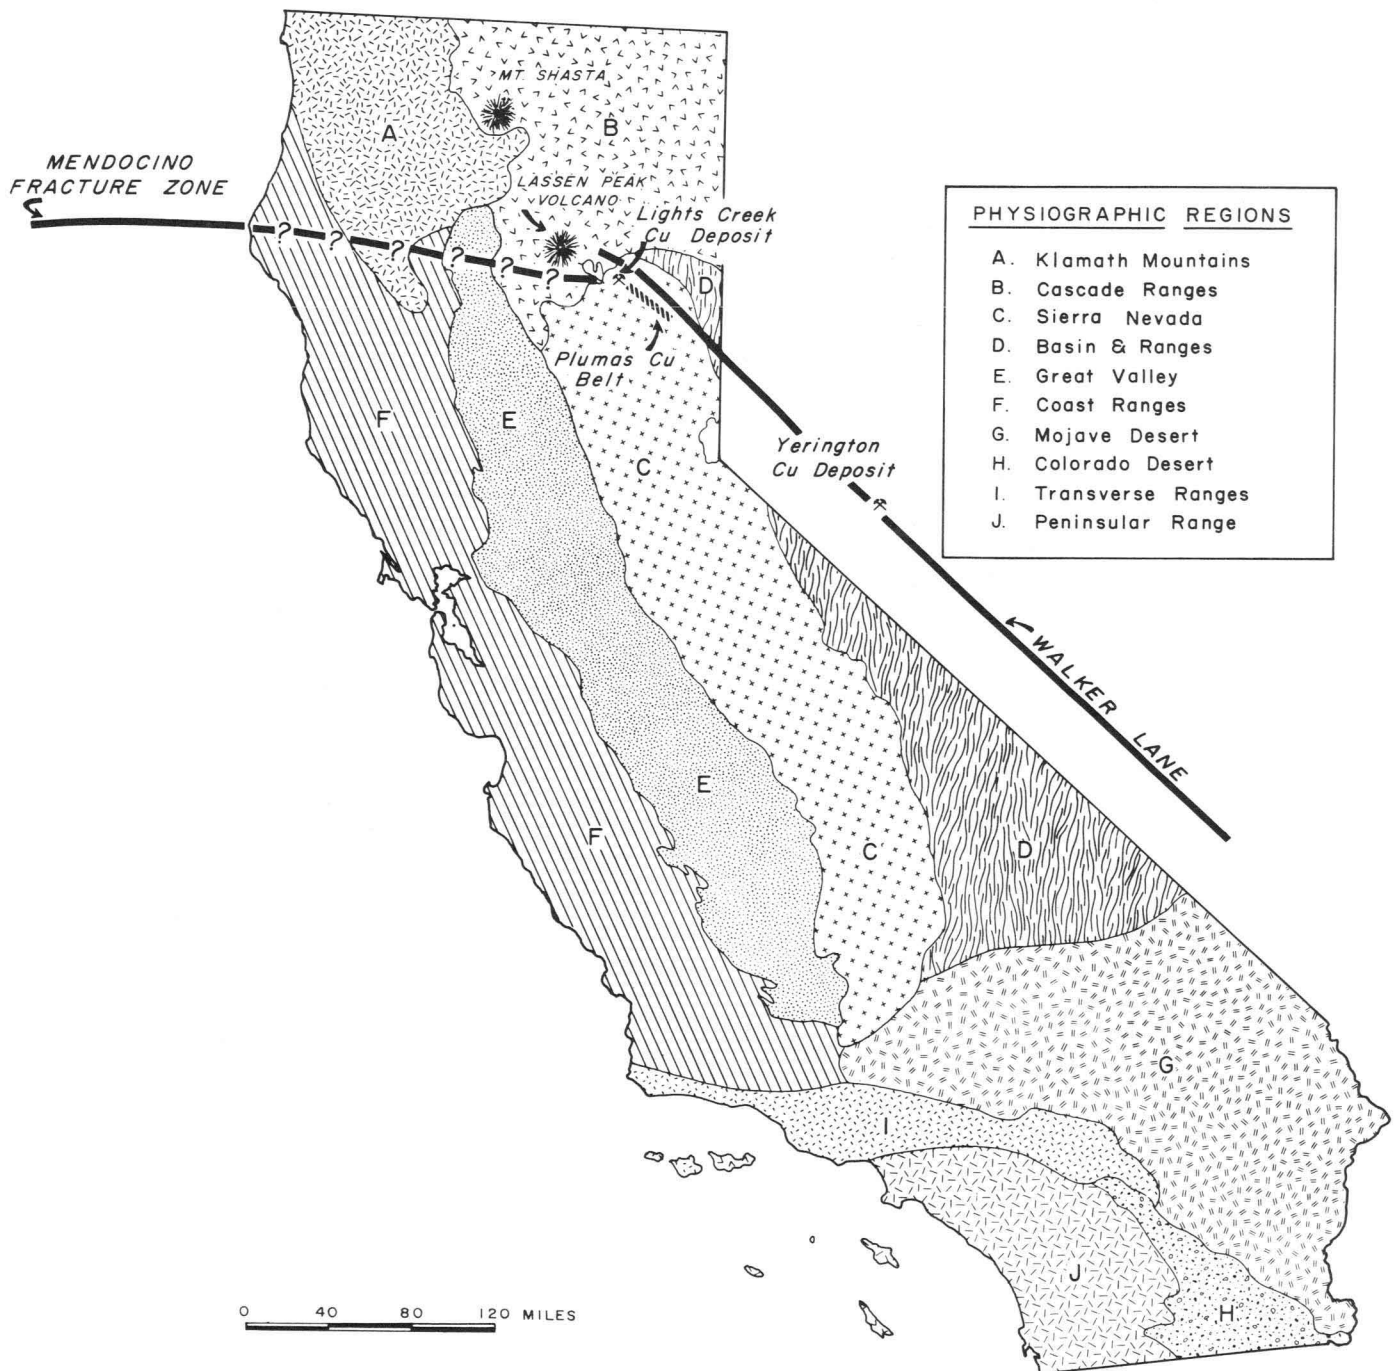 MT. SHASTA
A
B
MENDOCINO
FRACTURE ZONE
LASSEN PEAK
VOLCANO
Lights Creek
Cu Deposit
? ? ? ? ? ?
D
Plumas Cu
Belt
PHYSIOGRAPHIC REGIONS
A. Klamath Mountains
B. Cascade Ranges
C. Sierra Nevada
D. Basin & Ranges
E. Great Valley
F. Coast Ranges
G. Mojave Desert
H. Colorado Desert
I. Transverse Ranges
J. Peninsular Range
F
E
C
Yerington
Cu Deposit
WALKER LANE
E
F
C
D
G
I
J
H
0 40 80 120 MILES